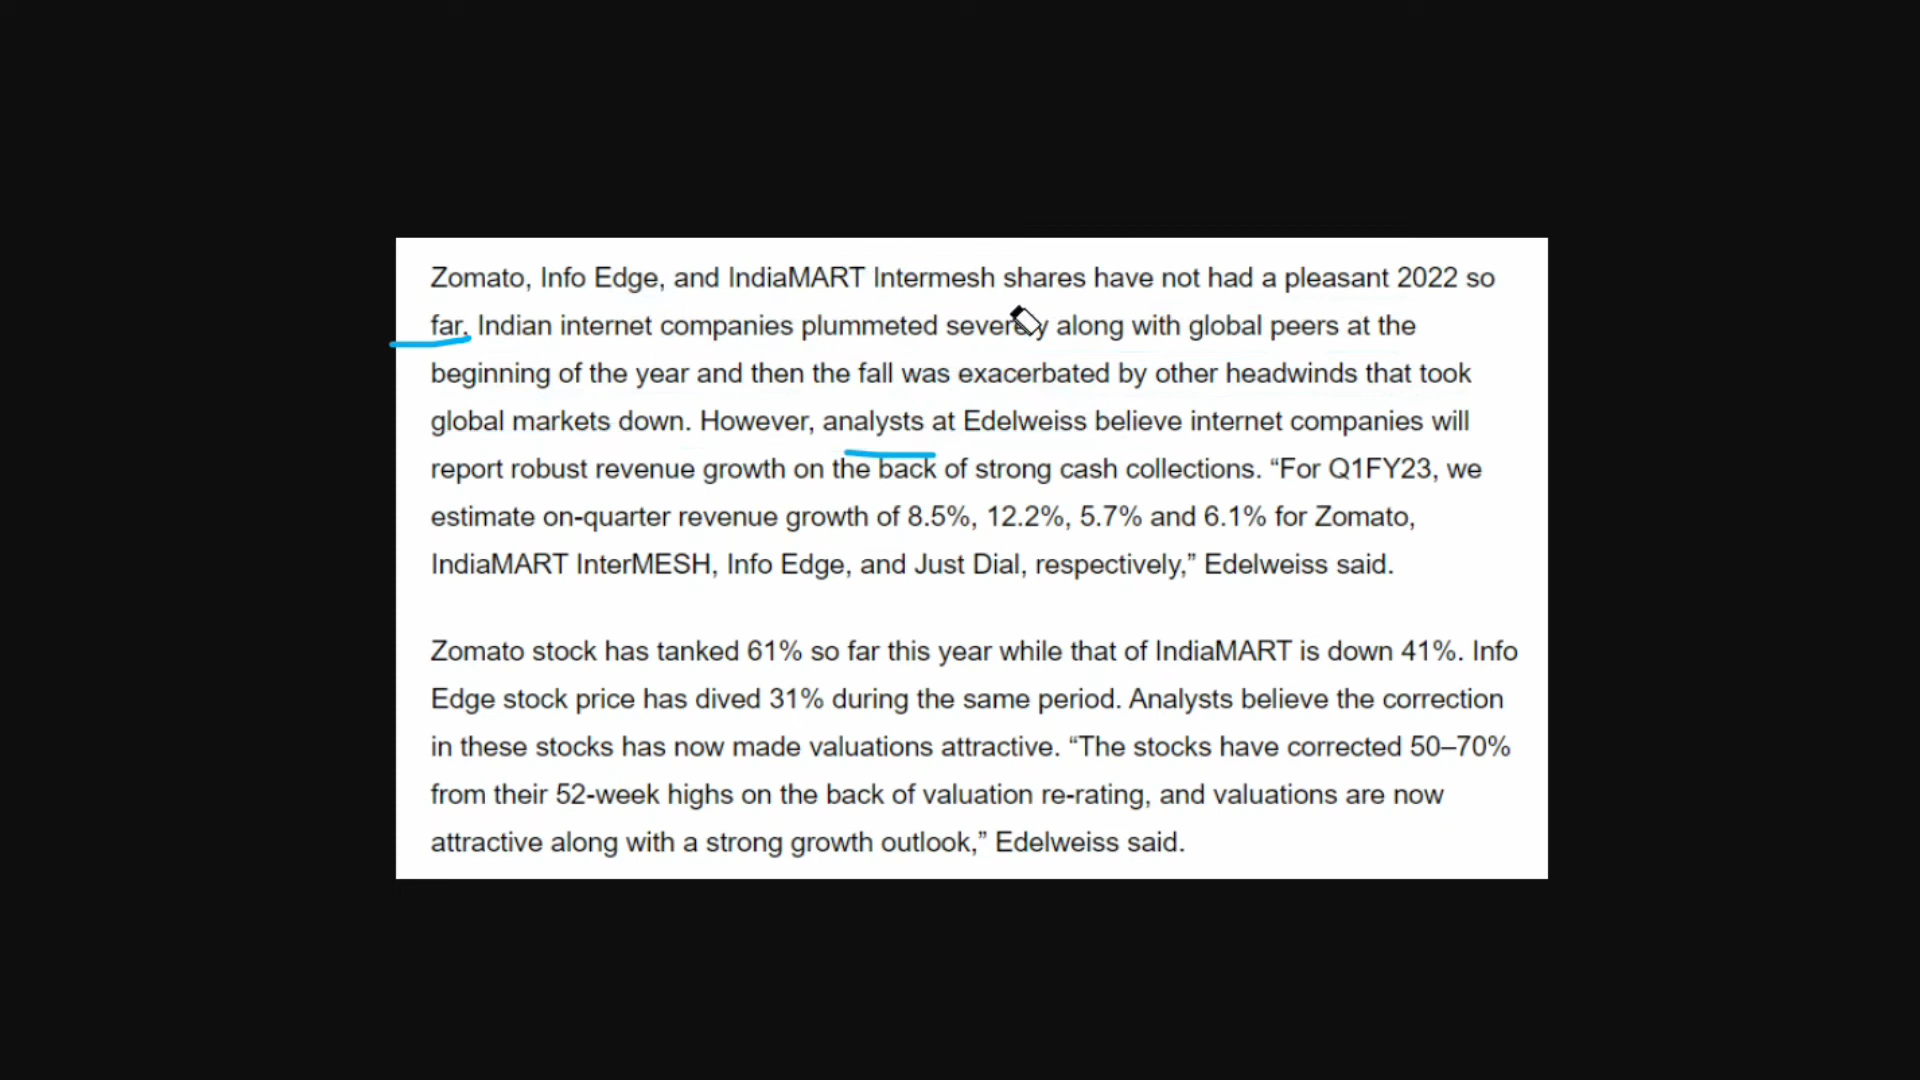 Zomato, Info Edge, and IndiaMART Intermesh shares have not had a pleasant 2022 so
far. Indian internet companies plummeted severely along with global peers at the
beginning of the year and then the fall was exacerbated by other headwinds that took
global markets down. However, analysts at Edelweiss believe internet companies will
report robust revenue growth on the back of strong cash collections. “For Q1FY23, we
estimate on-quarter revenue growth of 8.5%, 12.2%, 5.7% and 6.1% for Zomato,
IndiaMART InterMESH, Info Edge, and Just Dial, respectively,” Edelweiss said.
Zomato stock has tanked 61% so far this year while that of IndiaMART is down 41%. Info
Edge stock price has dived 31% during the same period. Analysts believe the correction
in these stocks has now made valuations attractive. “The stocks have corrected 50–70%
from their 52-week highs on the back of valuation re-rating, and valuations are now
attractive along with a strong growth outlook,” Edelweiss said.